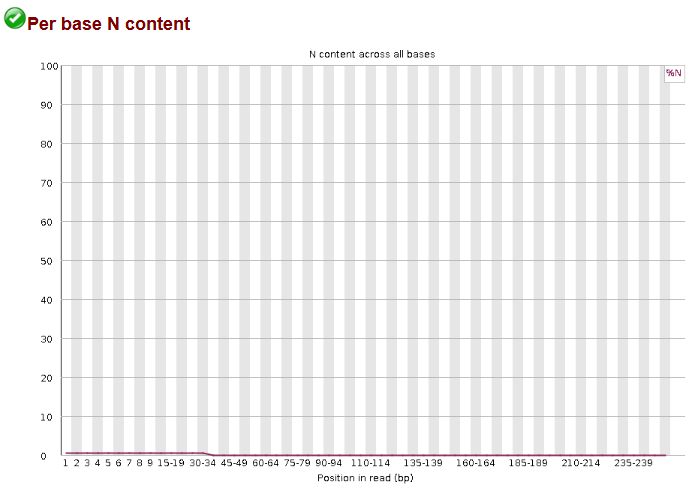 Per base N content
N content across all bases
%N
100
90
80
70
60
50
40
30
20
10
0
1 2 3 4 5 6 7 8 9 15-19 30-34 45-49 60-64 75-79 90-94 110-114 135-139 160-164 185-189 210-214 235-239
Position in read (bp)